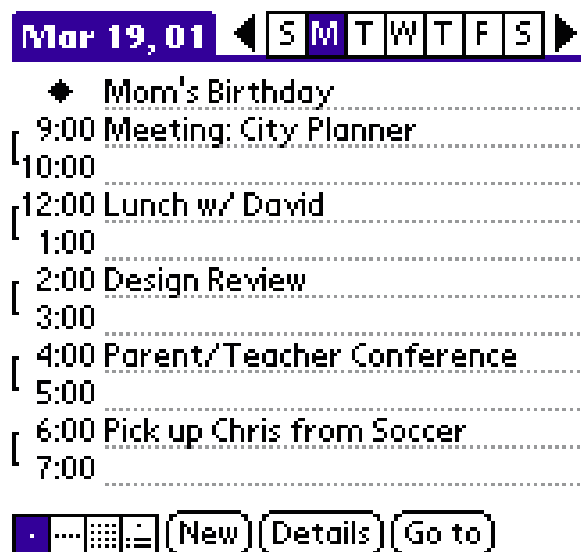 Mar 19, 01 S M T W T F S
Mom's Birthday
9:00 Meeting: City Planner
10:00
12:00 Lunch w/ David
1:00
2:00 Design Review
3:00
4:00 Parent/Teacher Conference
5:00
6:00 Pick up Chris from Soccer
7:00
New Details Go to